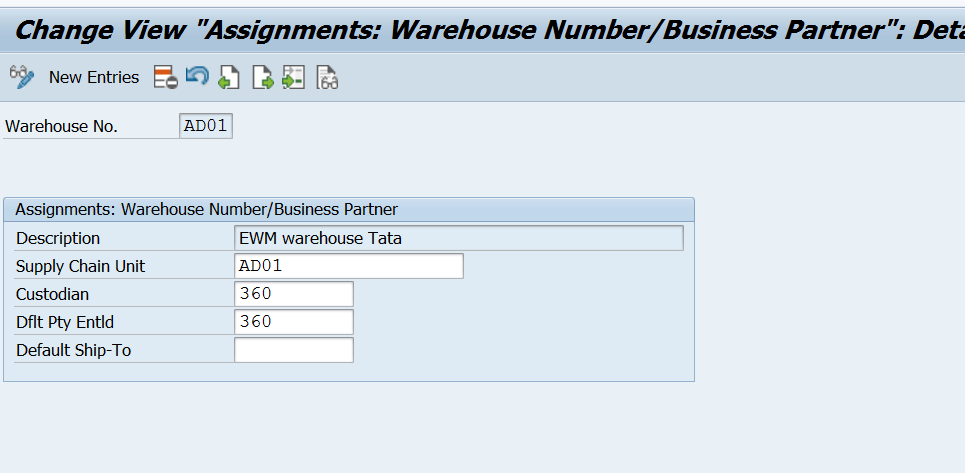 Change View "Assignments: Warehouse Number/Business Partner": Deta
New Entries
Warehouse No. AD01
Assignments: Warehouse Number/Business Partner
Description EWM warehouse Tata
Supply Chain Unit AD01
Custodian 360
Dflt Pty Entld 360
Default Ship-To